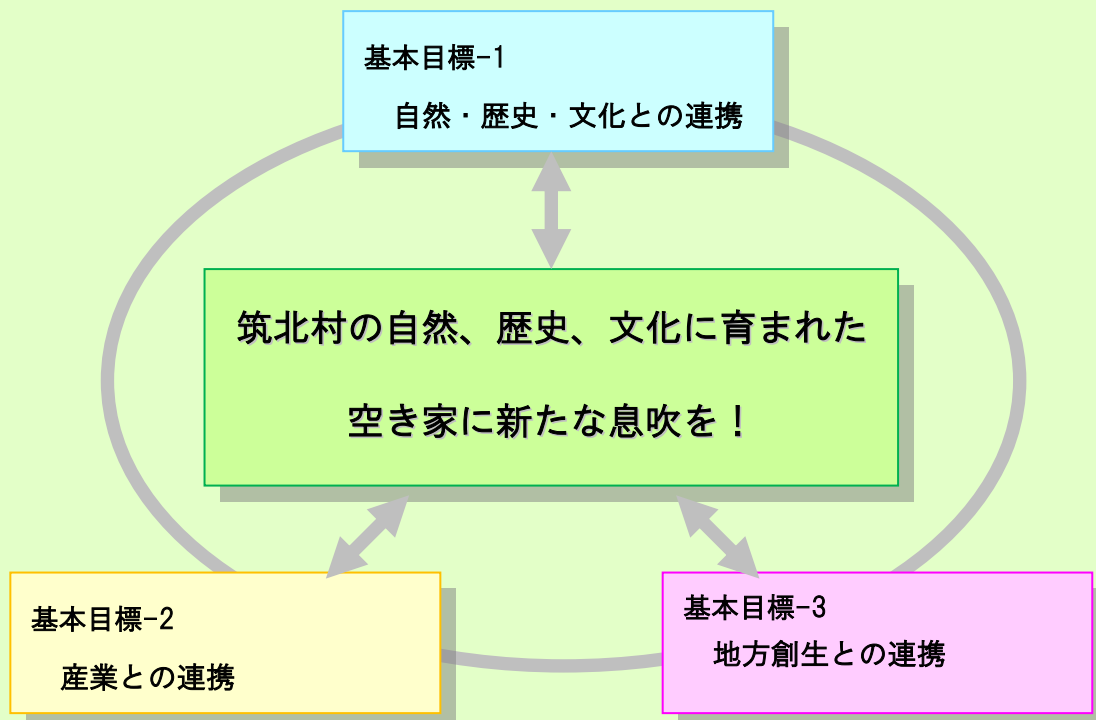 基本目標-1
自然・歴史・文化との連携
筑北村の自然、歴史、文化に育まれた
空き家に新たな息吹を！
基本目標-2
産業との連携
基本目標-3
地方創生との連携